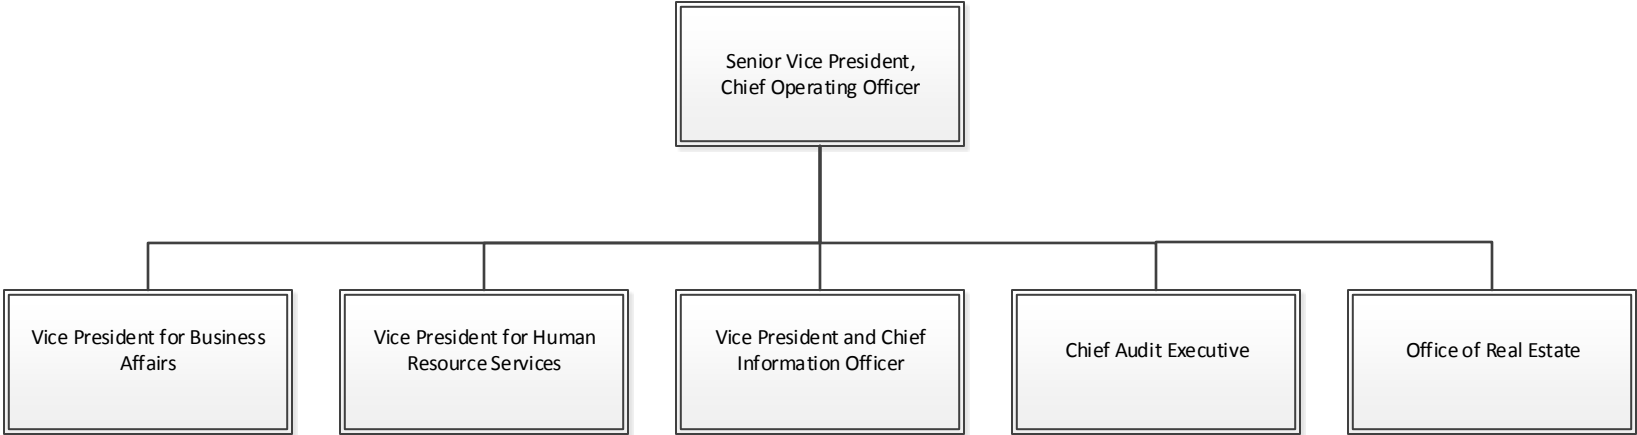 Senior Vice President,
Chief Operating Officer
Vice President for Business
Affairs
Vice President for Human
Resource Services
Vice President and Chief
Information Officer
Chief Audit Executive
Office of Real Estate